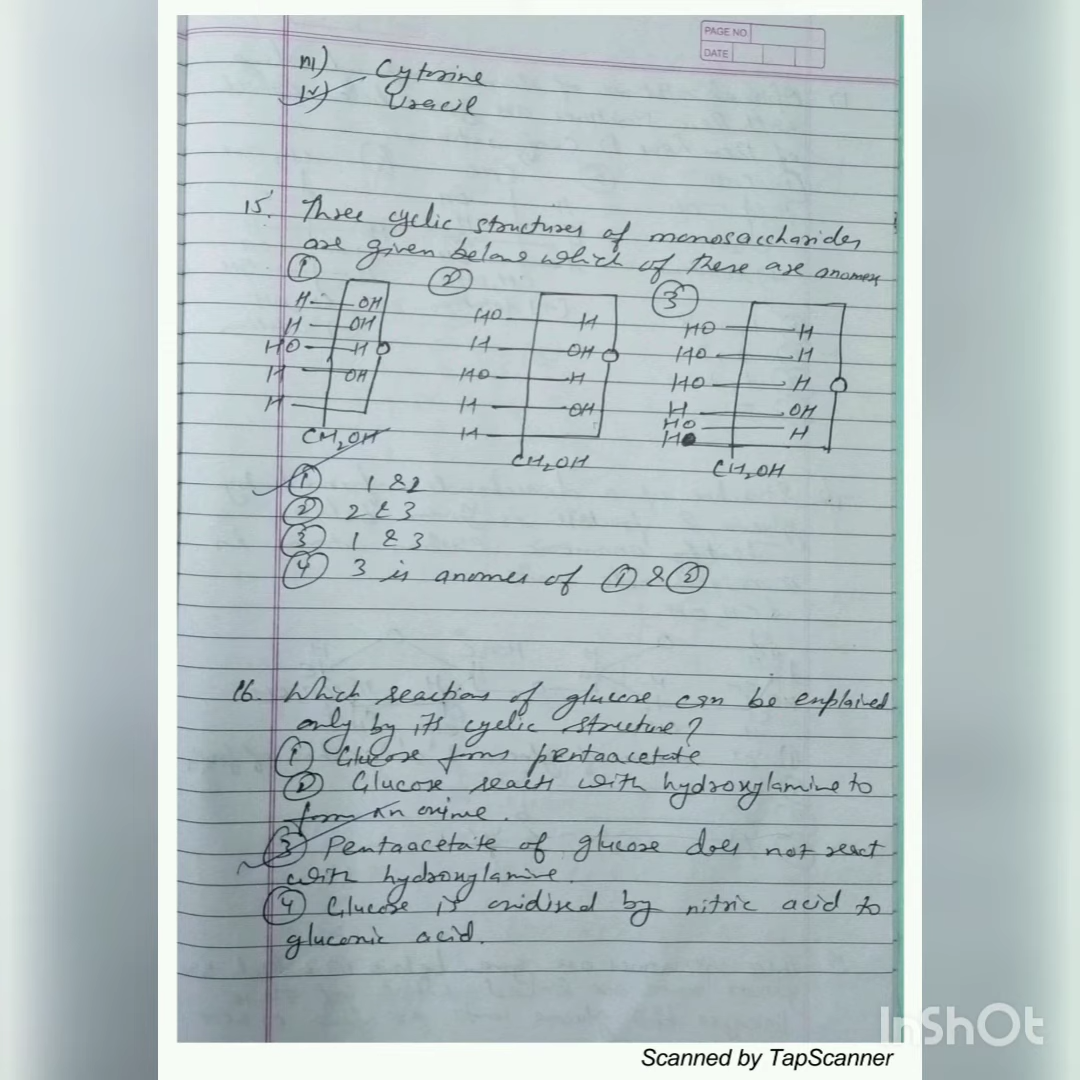 PAGE NO.
DATE
III) Cytosine
IV) Uracil
15. Three cyclic structures of monosaccharides
are given below which of these are anomers
① ② ③
H OH
H OH
HO H
H OH
H
CH₂OH
HO H
H OH
HO H
H OH
H
CH₂OH
HO H
HO H
HO H
H OH
HO H
H
CH₂OH
① 1 & 2
② 2 & 3
③ 1 & 3
④ 3 is anomer of ① & ②
16. Which reactions of glucose can be explained
only by its cyclic structure?
① Glucose forms pentaacetate
② Glucose reacts with hydroxylamine to
form an oxime.
③ Pentaacetate of glucose does not react
with hydroxylamine.
④ Glucose is oxidised by nitric acid to
gluconic acid.
InShOt
Scanned by TapScanner